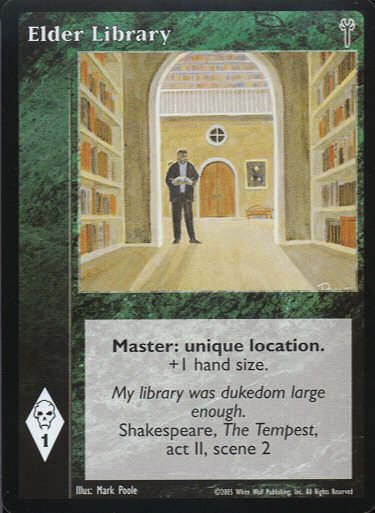 Elder Library
Master: unique location.
+1 hand size.
My library was dukedom large
enough.
Shakespeare, The Tempest,
act II, scene 2
1
Illus: Mark Poole
©2005 White Wolf Publishing, Inc. All Rights Reserved